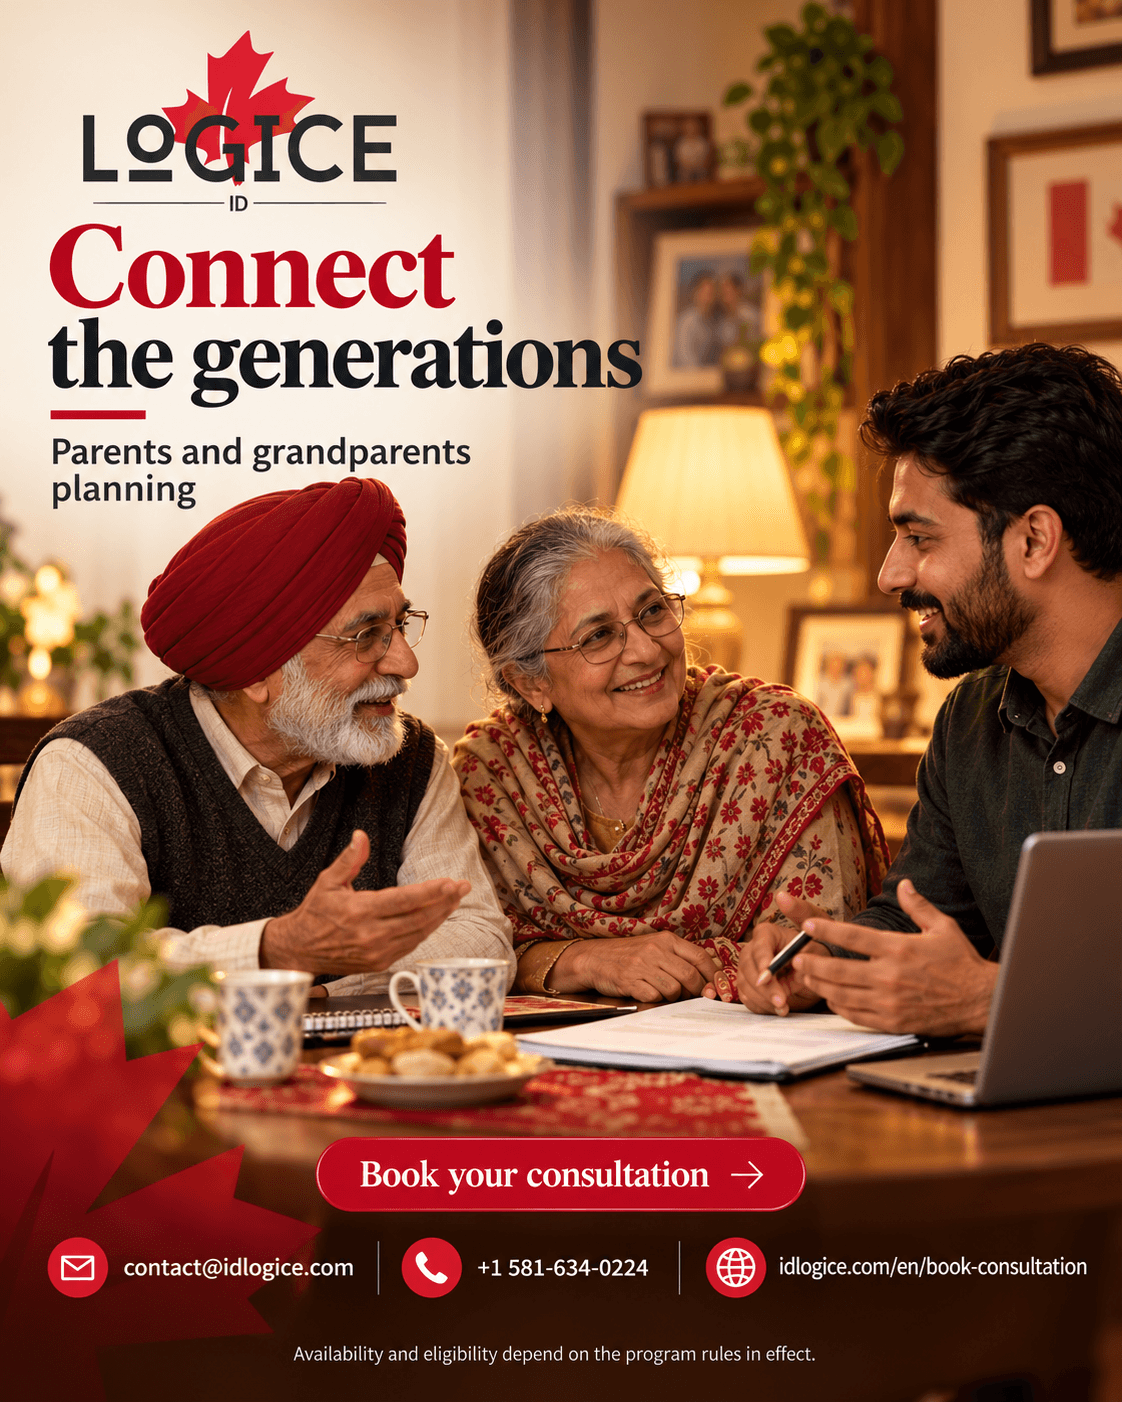 LOGICE
ID
Connect
the generations
Parents and grandparents
planning
Book your consultation →
contact@idlogice.com
+1 581-634-0224
idlogice.com/en/book-consultation
Availability and eligibility depend on the program rules in effect.